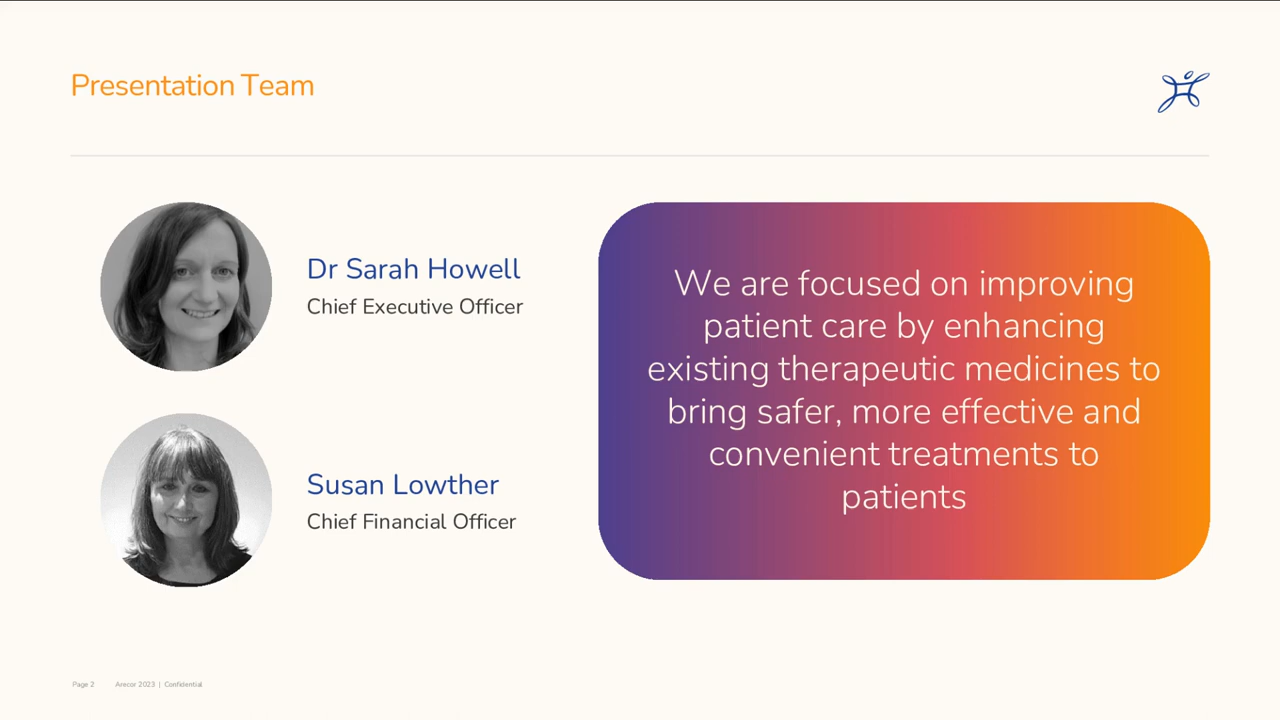 Presentation Team
Dr Sarah Howell
Chief Executive Officer
Susan Lowther
Chief Financial Officer
We are focused on improving
patient care by enhancing
existing therapeutic medicines to
bring safer, more effective and
convenient treatments to
patients
Page 2 Arecor 2023 | Confidential